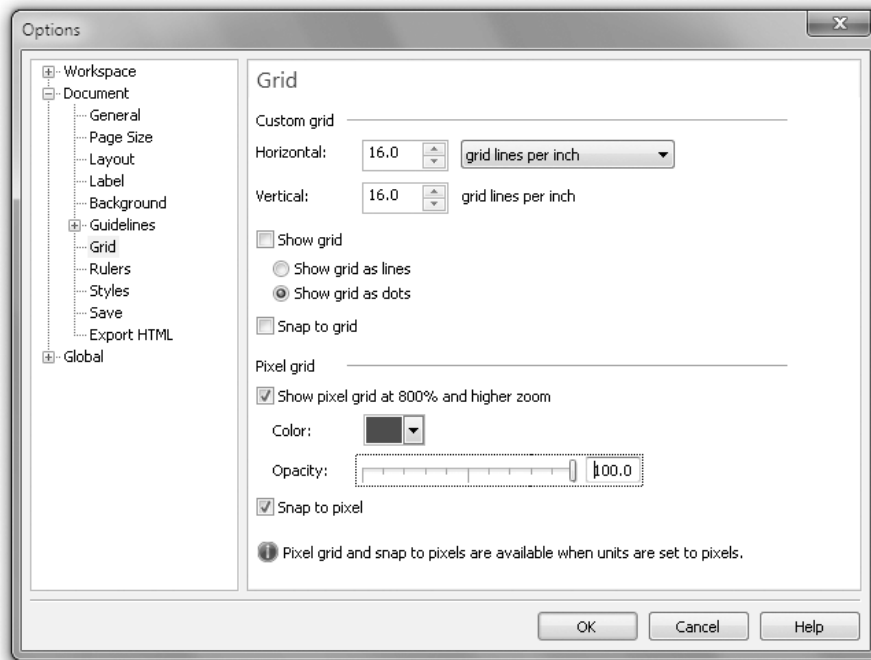 Options
X
Workspace
Document
General
Page Size
Layout
Label
Background
Guidelines
Grid
Rulers
Styles
Save
Export HTML
Global
Grid
Custom grid
Horizontal: 16.0 grid lines per inch
Vertical: 16.0 grid lines per inch
Show grid
Show grid as lines
Show grid as dots
Snap to grid
Pixel grid
Show pixel grid at 800% and higher zoom
Color:
Opacity: 100.0
Snap to pixel
i Pixel grid and snap to pixels are available when units are set to pixels.
OK Cancel Help